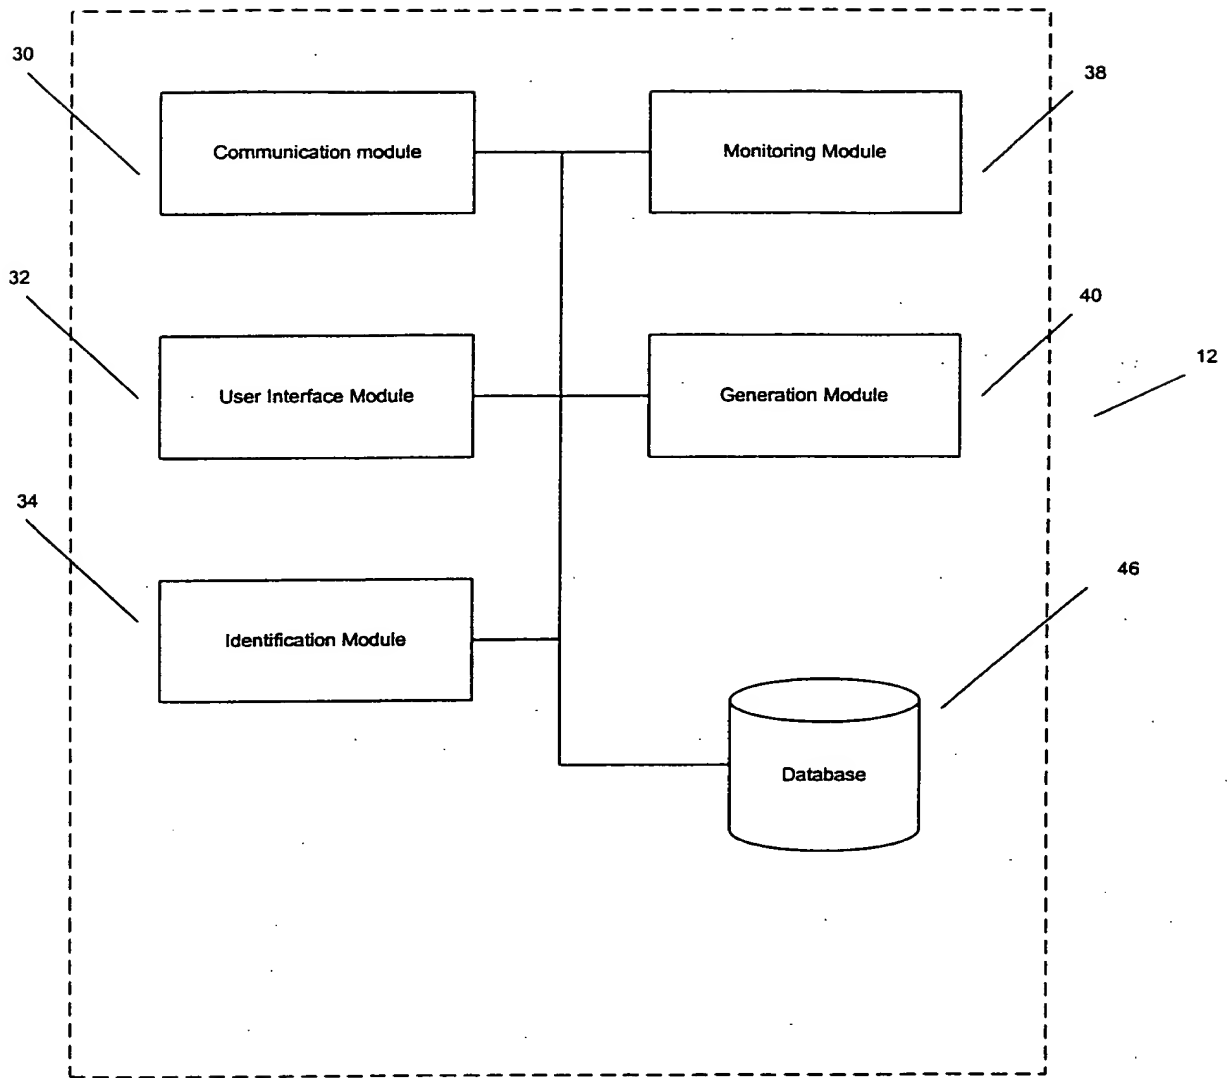 30
38
Communication module
Monitoring Module
32
40
12
User Interface Module
Generation Module
34
46
Identification Module
Database